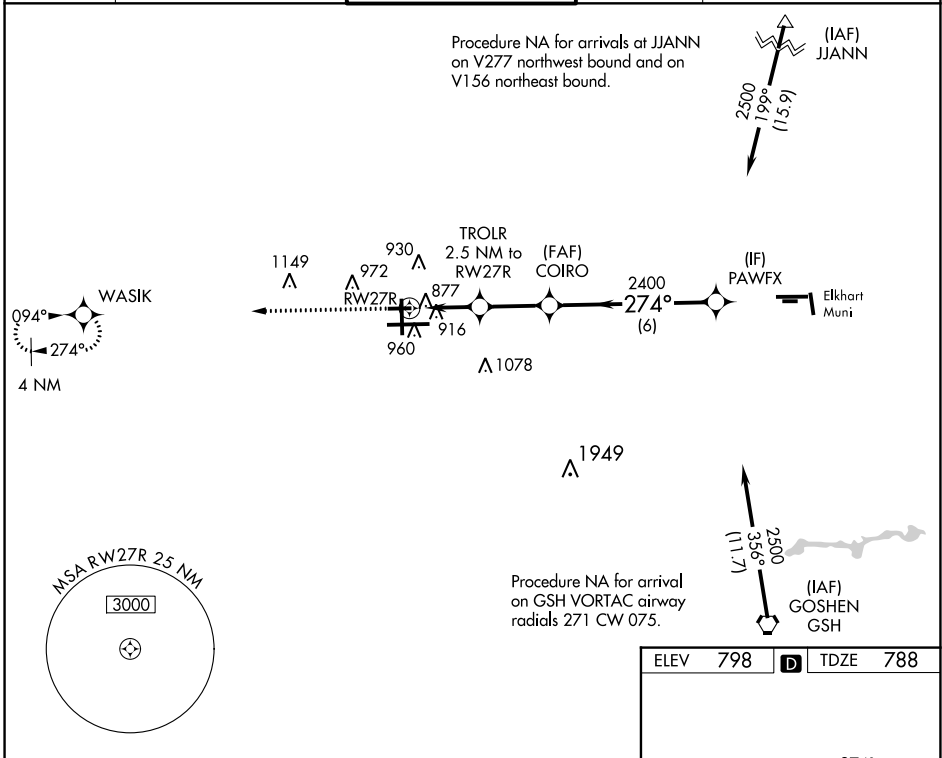 Procedure NA for arrivals at JJANN
on V277 northwest bound and on
V156 northeast bound.
(IAF)
JJANN
2500
199°
(15.9)
TROLR
2.5 NM to
RW27R
(FAF)
COIRO
(IF)
PAWFX
930
1149
972
877
RW27R
916
960
2400
274°
(6)
Elkhart
Muni
WASIK
094°
274°
4 NM
1078
1949
MSA RW27R 25 NM
3000
Procedure NA for arrival
on GSH VORTAC airway
radials 271 CW 075.
2500
356°
(11.7)
(IAF)
GOSHEN
GSH
ELEV 798 D TDZE 788